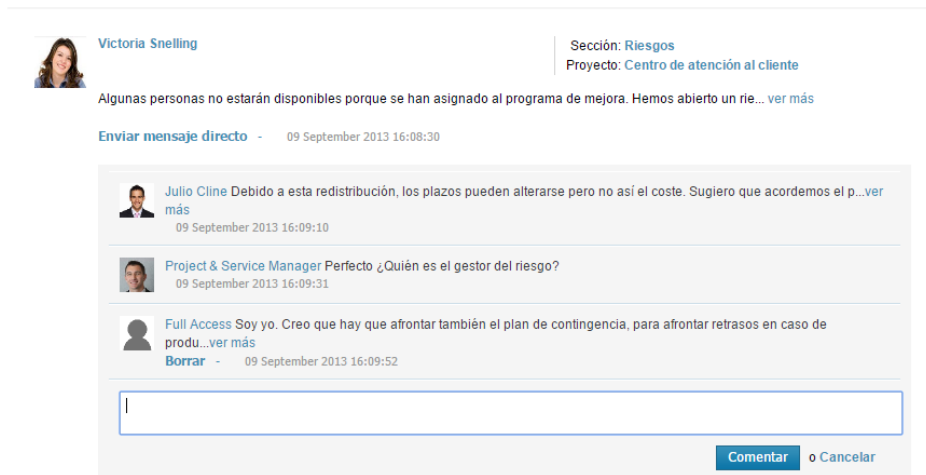 Victoria Snelling
Sección: Riesgos
Proyecto: Centro de atención al cliente
Algunas personas no estarán disponibles porque se han asignado al programa de mejora. Hemos abierto un rie... ver más
Enviar mensaje directo - 09 September 2013 16:08:30
Julio Cline Debido a esta redistribución, los plazos pueden alterarse pero no así el coste. Sugiero que acordemos el p...ver
más
09 September 2013 16:09:10
Project & Service Manager Perfecto ¿Quién es el gestor del riesgo?
09 September 2013 16:09:31
Full Access Soy yo. Creo que hay que afrontar también el plan de contingencia, para afrontar retrasos en caso de
produ...ver más
Borrar - 09 September 2013 16:09:52
Comentar o Cancelar